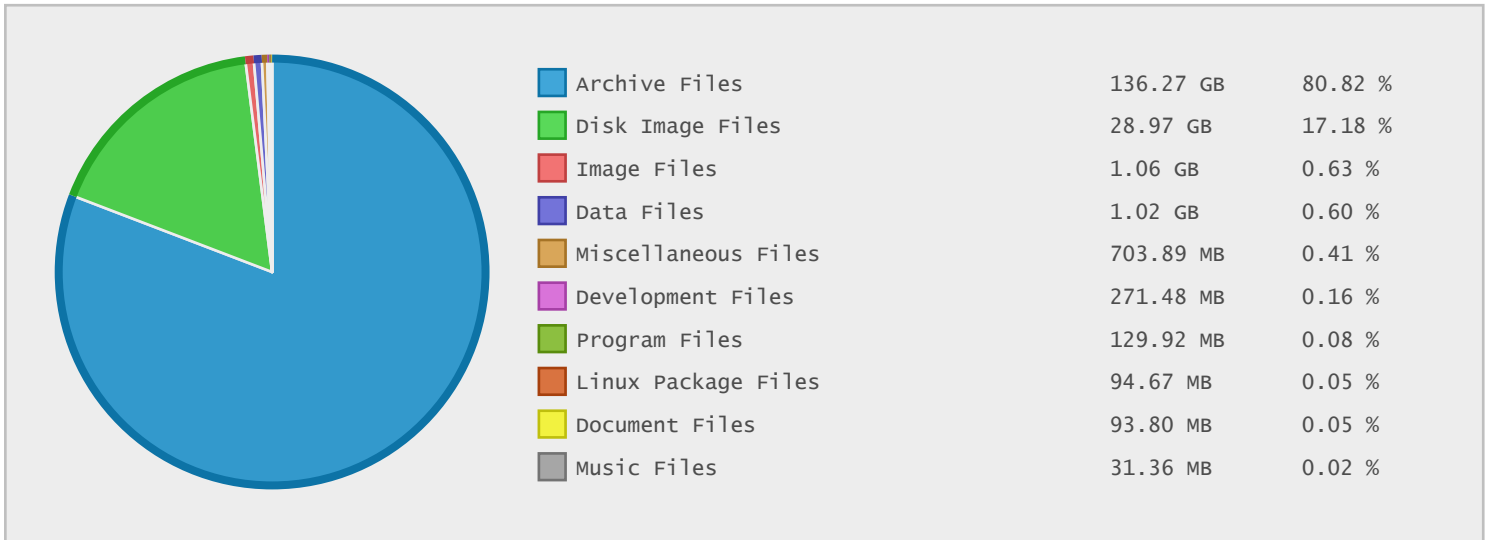 Archive Files 136.27 GB 80.82 %
Disk Image Files 28.97 GB 17.18 %
Image Files 1.06 GB 0.63 %
Data Files 1.02 GB 0.60 %
Miscellaneous Files 703.89 MB 0.41 %
Development Files 271.48 MB 0.16 %
Program Files 129.92 MB 0.08 %
Linux Package Files 94.67 MB 0.05 %
Document Files 93.80 MB 0.05 %
Music Files 31.36 MB 0.02 %